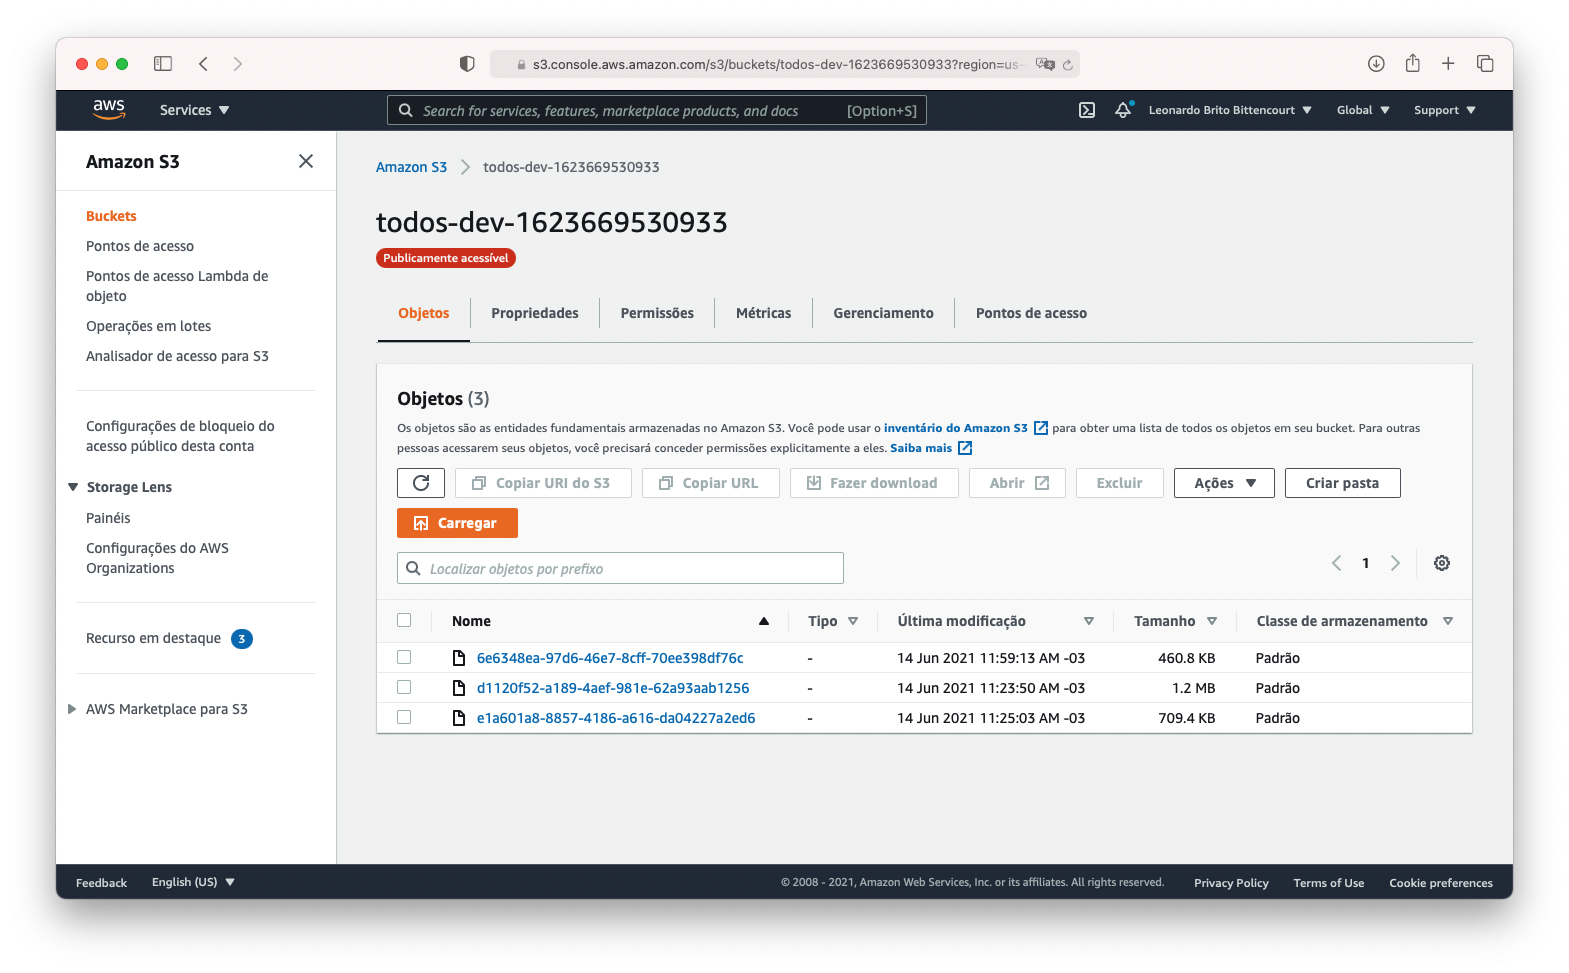 s3.console.aws.amazon.com/s3/buckets/todos-dev-1623669530933?region=us-
aws
Services
Search for services, features, marketplace products, and docs [Option+S]
Leonardo Brito Bittencourt
Global
Support
Amazon S3
Buckets
Pontos de acesso
Pontos de acesso Lambda de
objeto
Operações em lotes
Analisador de acesso para S3
Configurações de bloqueio do
acesso público desta conta
Storage Lens
Painéis
Configurações do AWS
Organizations
Recurso em destaque 3
AWS Marketplace para S3
Amazon S3 todos-dev-1623669530933
todos-dev-1623669530933
Publicamente acessível
Objetos Propriedades Permissões Métricas Gerenciamento Pontos de acesso
Objetos (3)
Os objetos são as entidades fundamentais armazenadas no Amazon S3. Você pode usar o inventário do Amazon S3 para obter uma lista de todos os objetos em seu bucket. Para outras
pessoas acessarem seus objetos, você precisará conceder permissões explicitamente a eles. Saiba mais
Copiar URI do S3 Copiar URL Fazer download Abrir Excluir Ações Criar pasta
Carregar
Localizar objetos por prefixo
1
Nome Tipo Última modificação Tamanho Classe de armazenamento
6e6348ea-97d6-46e7-8cff-70ee398df76c - 14 Jun 2021 11:59:13 AM -03 460.8 KB Padrão
d1120f52-a189-4aef-981e-62a93aab1256 - 14 Jun 2021 11:23:50 AM -03 1.2 MB Padrão
e1a601a8-8857-4186-a616-da04227a2ed6 - 14 Jun 2021 11:25:03 AM -03 709.4 KB Padrão
Feedback English (US) © 2008 - 2021, Amazon Web Services, Inc. or its affiliates. All rights reserved. Privacy Policy Terms of Use Cookie preferences